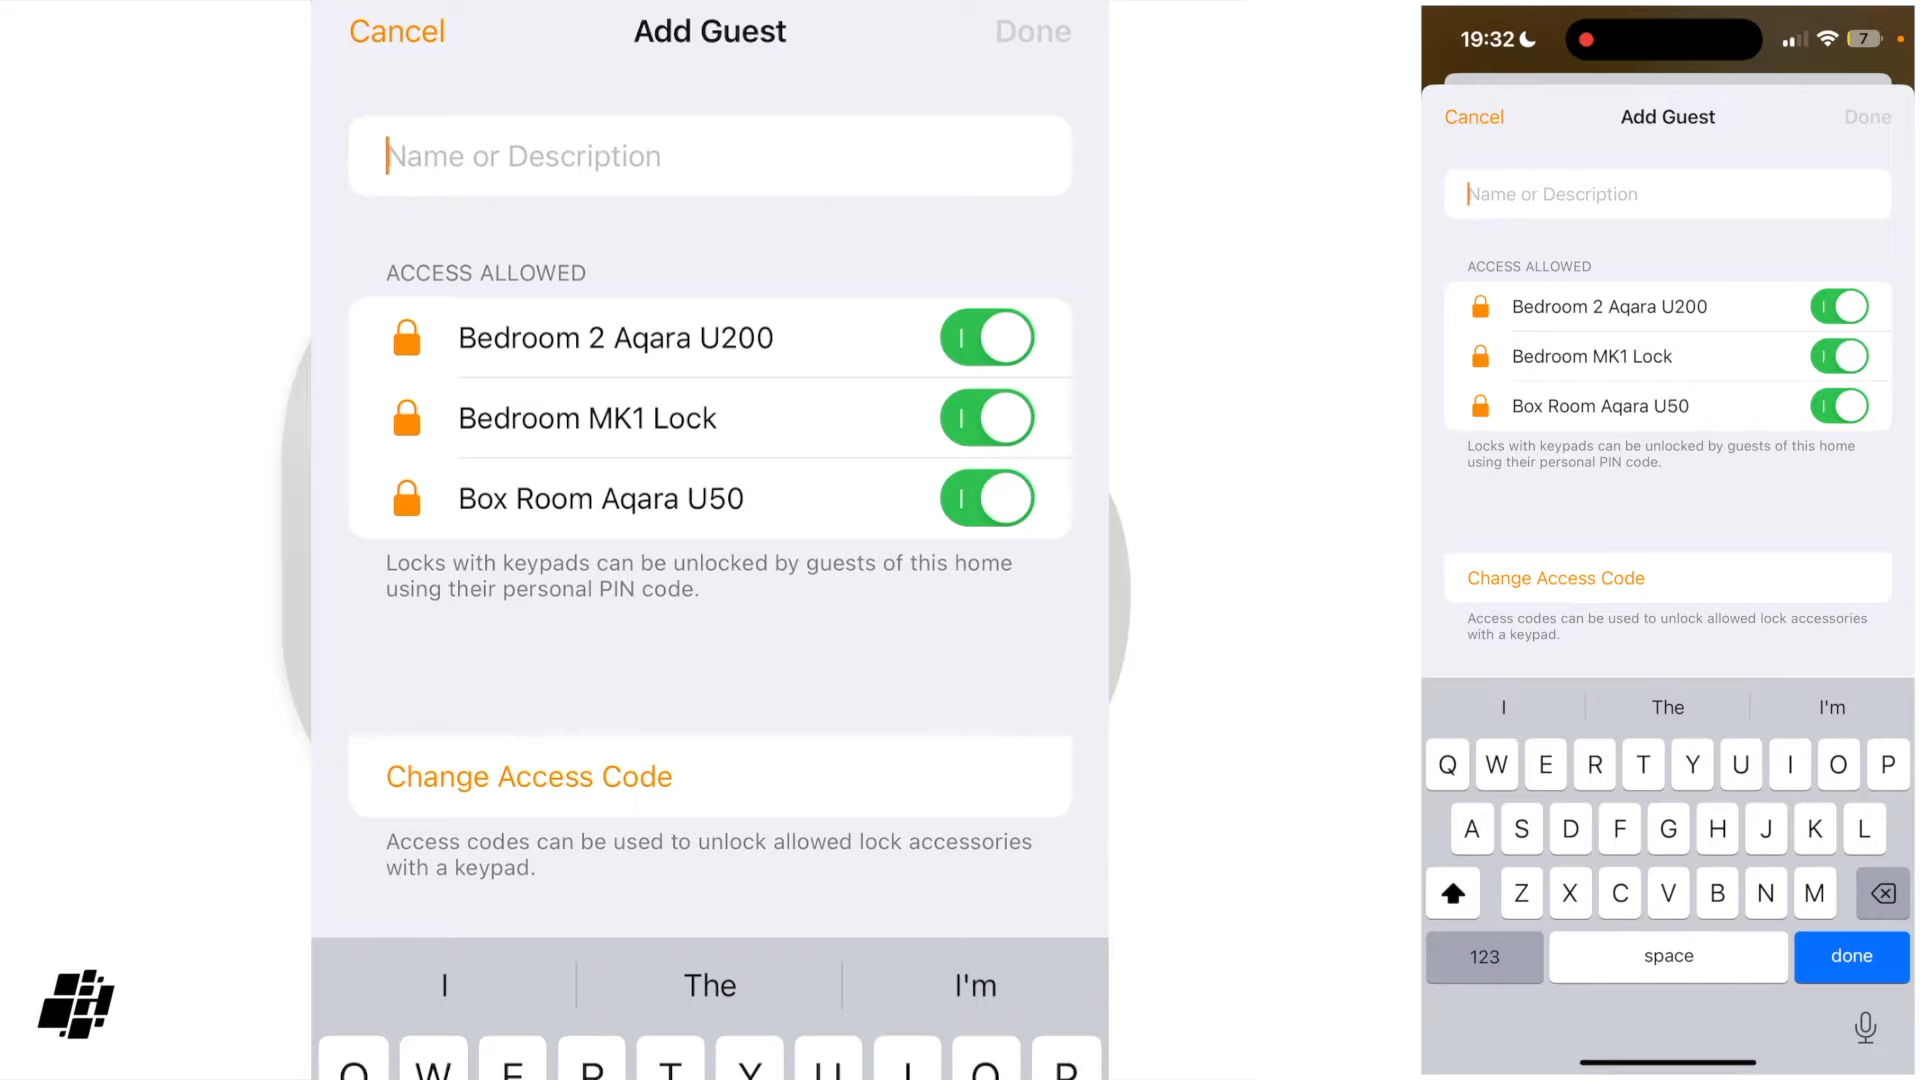 Cancel
Add Guest
Done
Name or Description
ACCESS ALLOWED
Bedroom 2 Aqara U200
Bedroom MK1 Lock
Box Room Aqara U50
Locks with keypads can be unlocked by guests of this home
using their personal PIN code.
Change Access Code
Access codes can be used to unlock allowed lock accessories
with a keypad.
I The I'm
Q W E R T Y U I O P
19:32
7
Cancel
Add Guest
Done
Name or Description
ACCESS ALLOWED
Bedroom 2 Aqara U200
Bedroom MK1 Lock
Box Room Aqara U50
Locks with keypads can be unlocked by guests of this home
using their personal PIN code.
Change Access Code
Access codes can be used to unlock allowed lock accessories
with a keypad.
I The I'm
Q W E R T Y U I O P
A S D F G H J K L
Z X C V B N M
123 space done